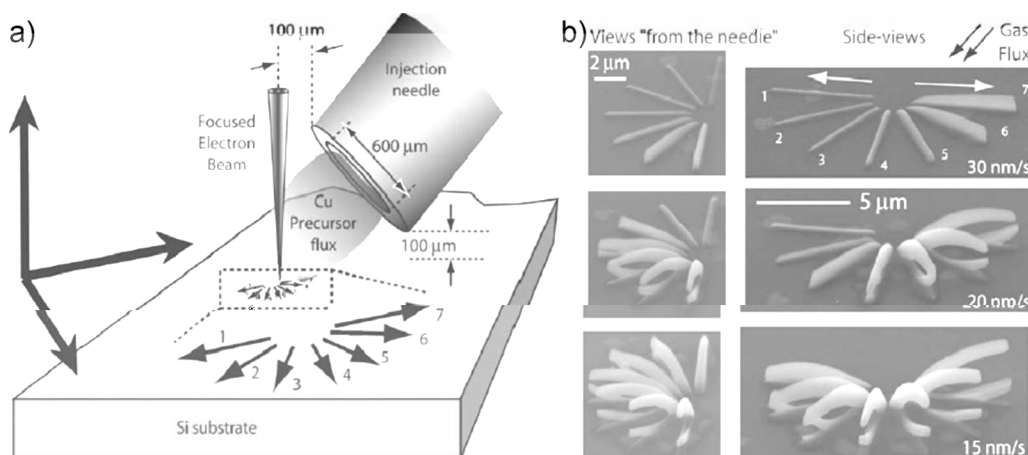 a)
100 µm
Injection
needle
Focused
Electron
Beam
600 µm
Cu
Precursor
flux
100 µm
1
2
3
4
5
6
7
Si substrate
b)
Views "from the needle"
Side-views
Gas
Flux
2 µm
1
2
3
4
5
6
7
30 nm/s
5 µm
20 nm/s
15 nm/s